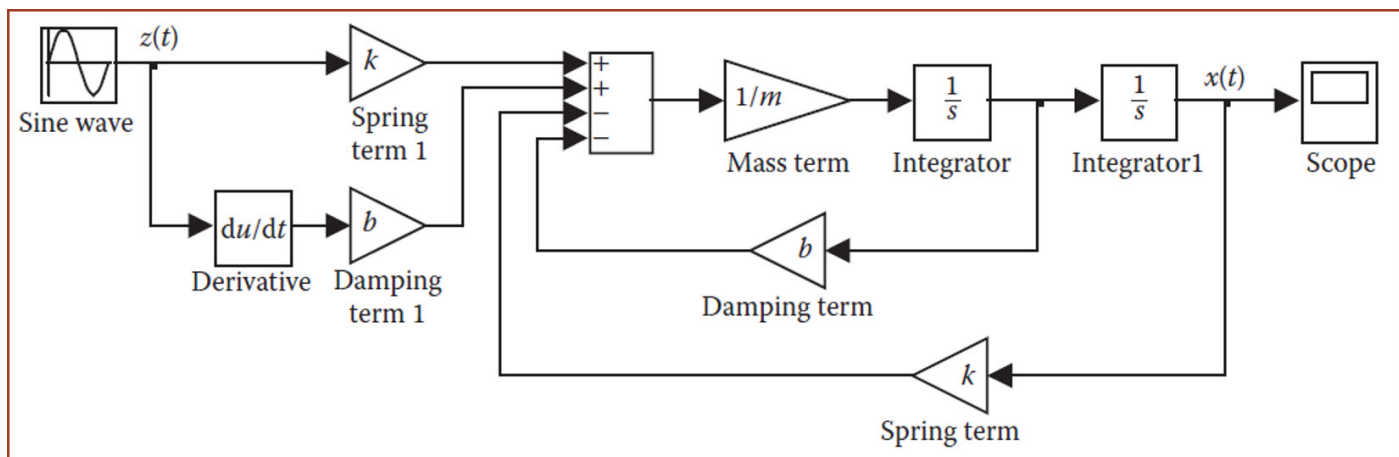 z(t)
Sine wave
k
Spring
term 1
du/dt
Derivative
b
Damping
term 1
+
+
−
−
1/m
Mass term
1
s
Integrator
1
s
Integrator1
x(t)
Scope
b
Damping term
k
Spring term